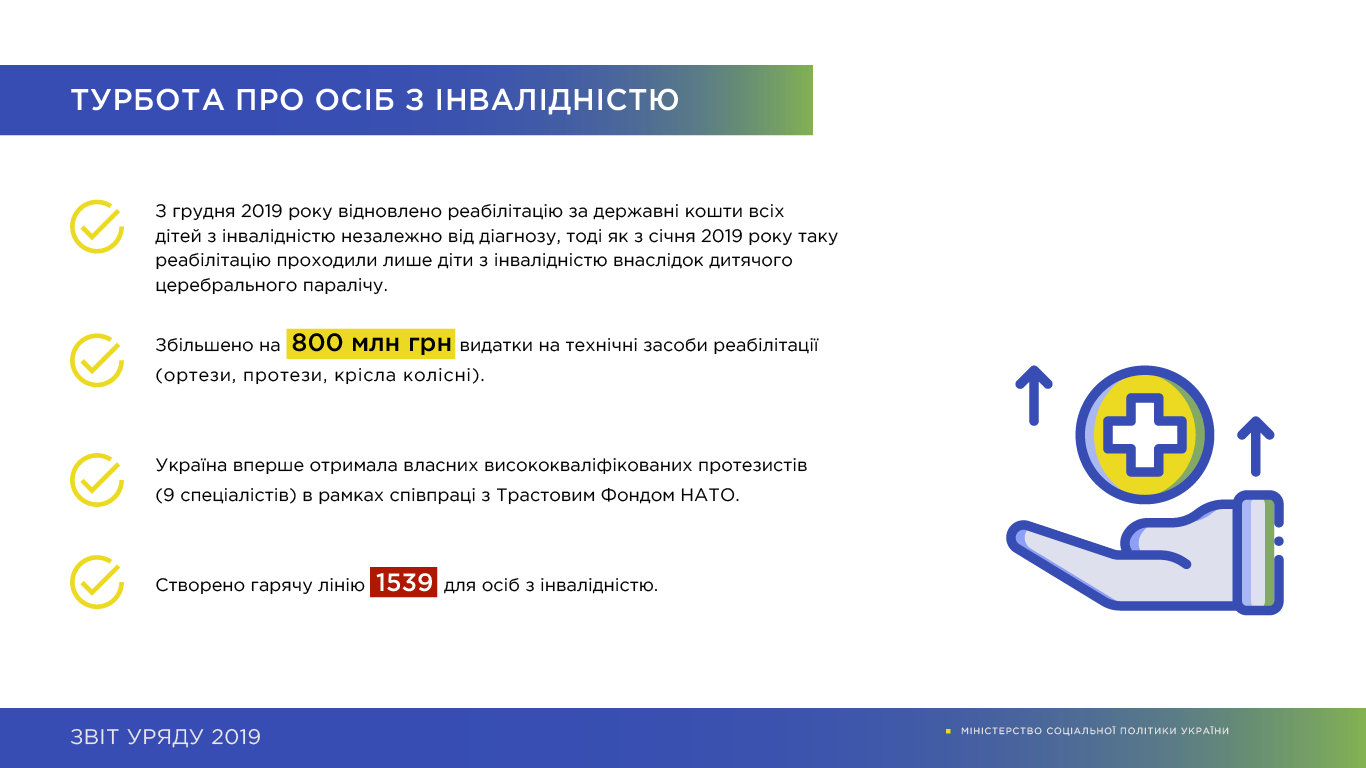 ТУРБОТА ПРО ОСІБ З ІНВАЛІДНІСТЮ
З грудня 2019 року відновлено реабілітацію за державні кошти всіх
дітей з інвалідністю незалежно від діагнозу, тоді як з січня 2019 року таку
реабілітацію проходили лише діти з інвалідністю внаслідок дитячого
церебрального паралічу.
Збільшено на 800 млн грн видатки на технічні засоби реабілітації
(ортези, протези, крісла колісні).
Україна вперше отримала власних висококваліфікованих протезистів
(9 спеціалістів) в рамках співпраці з Трастовим Фондом НАТО.
Створено гарячу лінію 1539 для осіб з інвалідністю.
ЗВІТ УРЯДУ 2019
МІНІСТЕРСТВО СОЦІАЛЬНОЇ ПОЛІТИКИ УКРАЇНИ